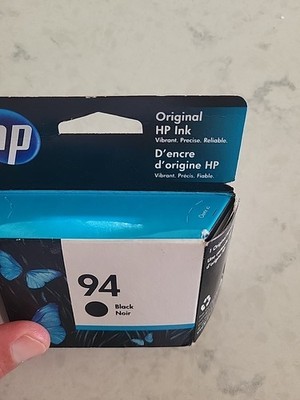 hp
Original
HP Ink
Vibrant. Precise. Reliable.
D'encre
d'origine HP
Vibrant. Précis. Fiable.
94
Black
Noir